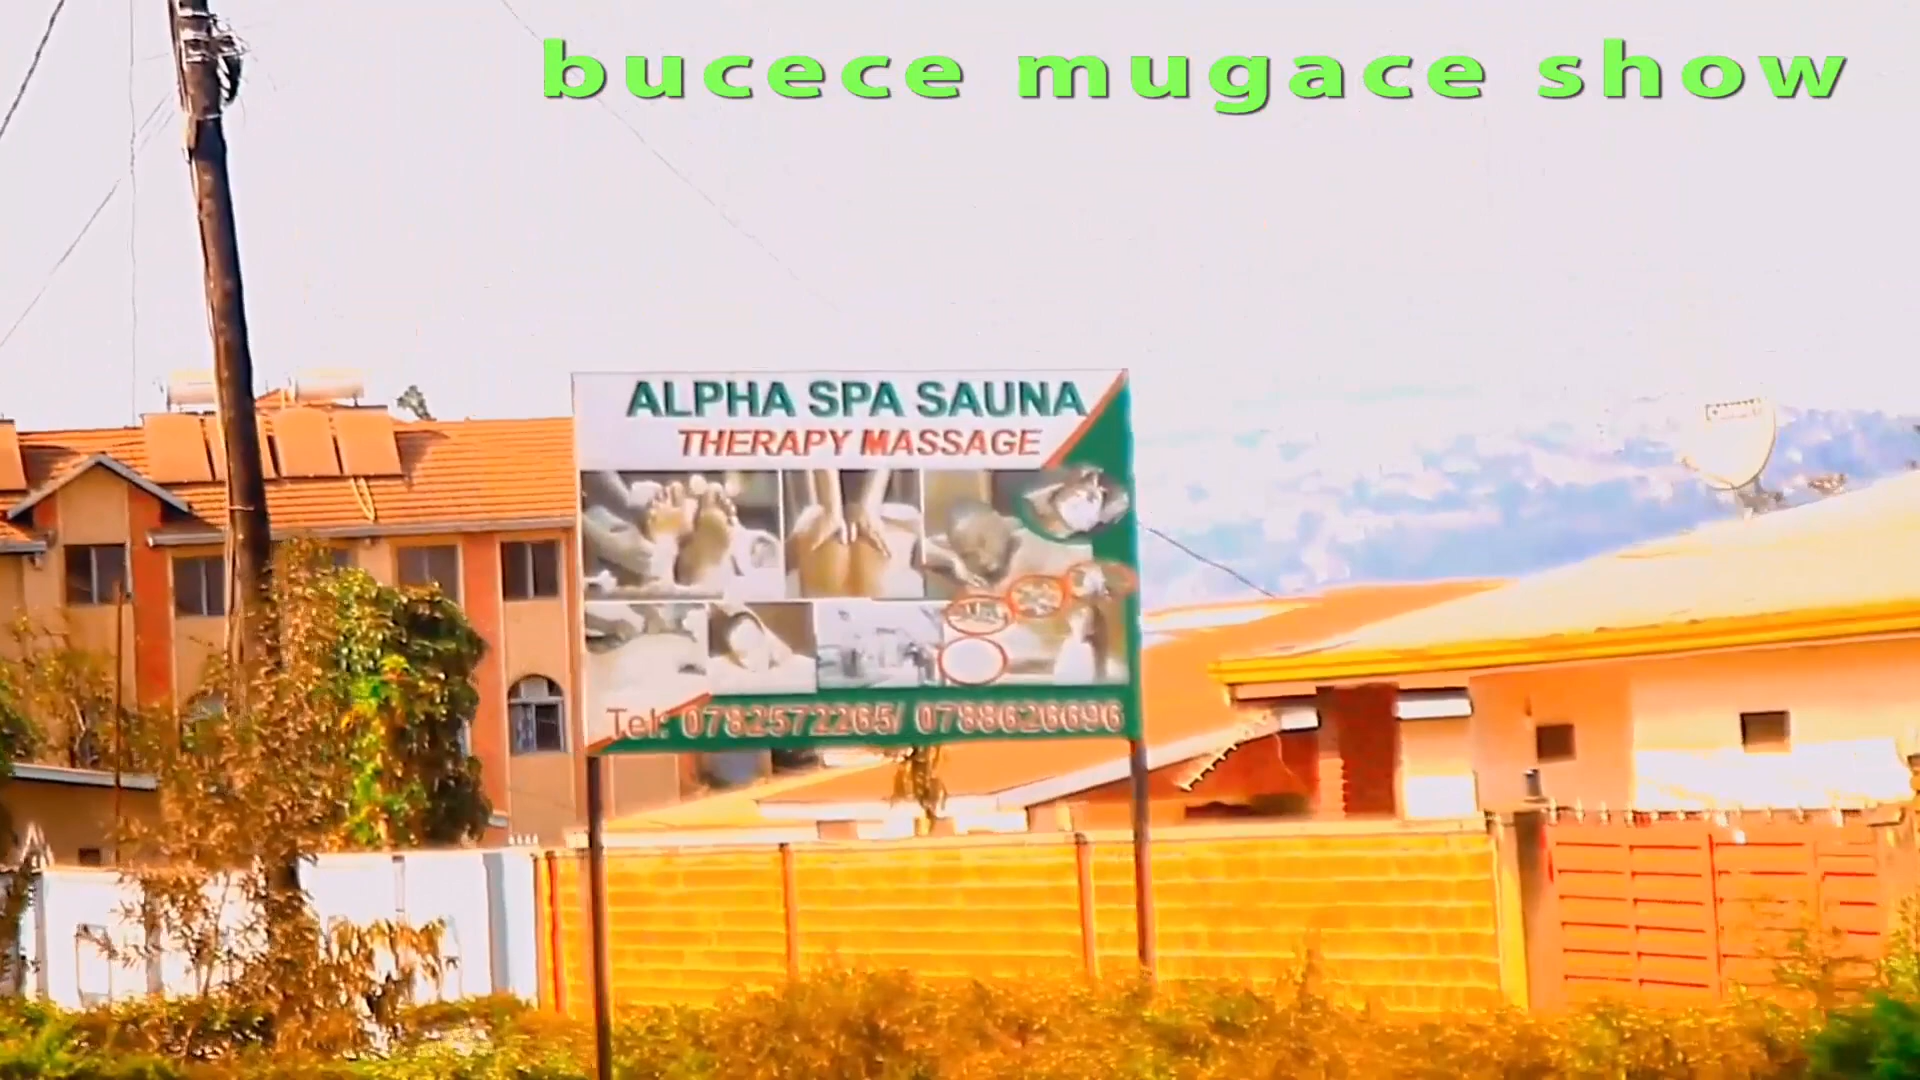 bucece mugace show
ALPHA SPA SAUNA
THERAPY MASSAGE
Tel: 0782572265/ 0788626696